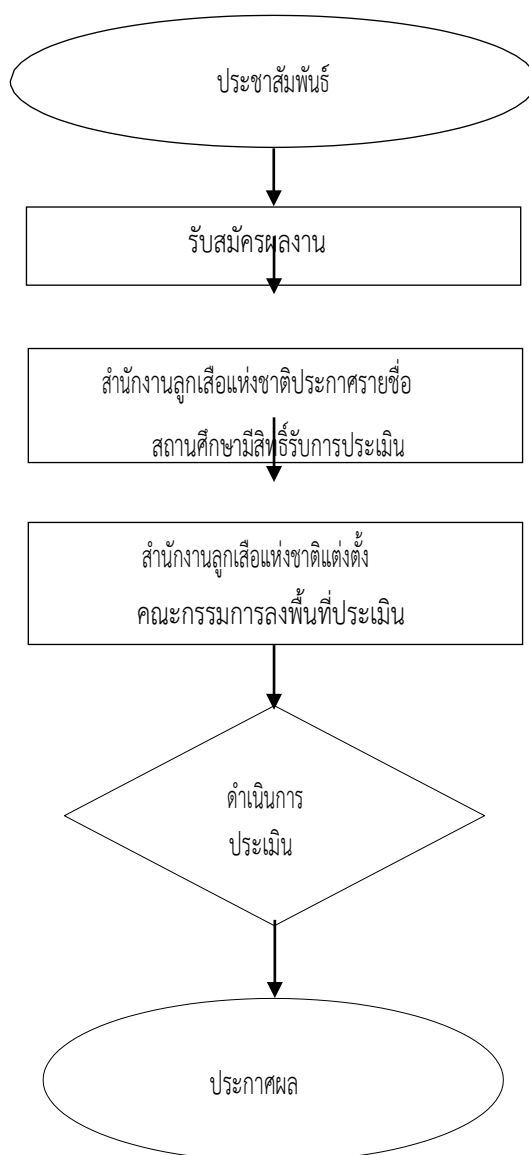 ประชาสัมพันธ์
รับสมัครผลงาน
สำนักงานลูกเสือแห่งชาติประกาศรายชื่อ
สถานศึกษามีสิทธิ์รับการประเมิน
สำนักงานลูกเสือแห่งชาติแต่งตั้ง
คณะกรรมการลงพื้นที่ประเมิน
ดำเนินการ
ประเมิน
ประกาศผล